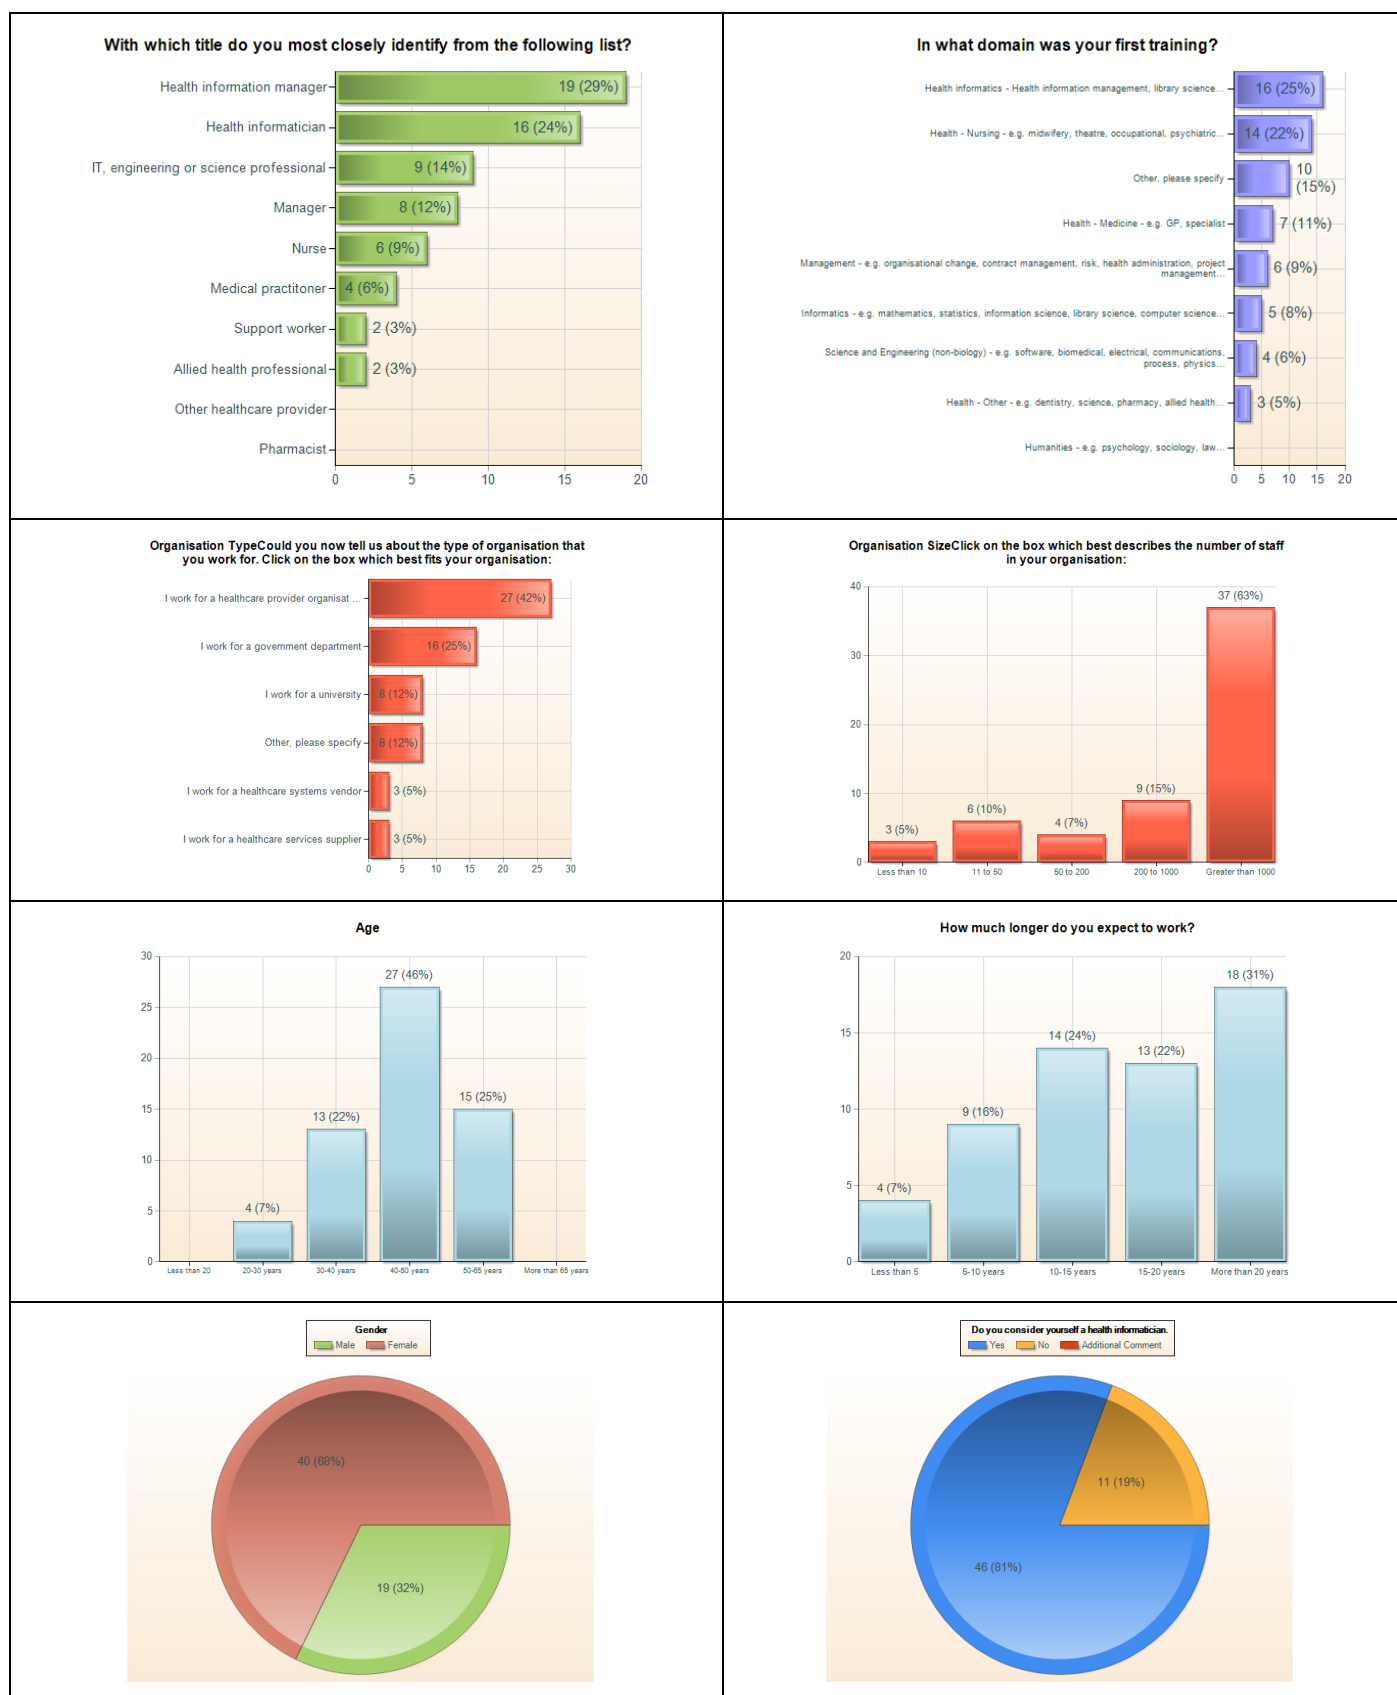 With which title do you most closely identify from the following list?
Health information manager
19 (29%)
Health informatician
16 (24%)
IT, engineering or science professional
9 (14%)
Manager
8 (12%)
Nurse
6 (9%)
Medical practitoner
4 (6%)
Support worker
2 (3%)
Allied health professional
2 (3%)
Other healthcare provider
Pharmacist
0 5 10 15 20
In what domain was your first training?
Health informatics - Health information management, library science...
16 (25%)
Health - Nursing - e.g. midwifery, theatre, occupational, psychiatric...
14 (22%)
Other, please specify
10
(15%)
Health - Medicine - e.g. GP, specialist
7 (11%)
Management - e.g. organisational change, contract management, risk, health administration, project
management...
6 (9%)
Informatics - e.g. mathematics, statistics, information science, library science, computer science...
5 (8%)
Science and Engineering (non-biology) - e.g. software, biomedical, electrical, communications,
process, physics...
4 (6%)
Health - Other - e.g. dentistry, science, pharmacy, allied health...
3 (5%)
Humanities - e.g. psychology, sociology, law...
0 5 10 15 20
Organisation TypeCould you now tell us about the type of organisation that
you work for. Click on the box which best fits your organisation:
I work for a healthcare provider organisat ...
27 (42%)
I work for a government department
16 (25%)
I work for a university
8 (12%)
Other, please specify
8 (12%)
I work for a healthcare systems vendor
3 (5%)
I work for a healthcare services supplier
3 (5%)
0 5 10 15 20 25 30
Organisation SizeClick on the box which best describes the number of staff
in your organisation:
40
30
20
10
0
3 (5%)
6 (10%)
4 (7%)
9 (15%)
37 (63%)
Less than 10 11 to 50 50 to 200 200 to 1000 Greater than 1000
Age
30
25
20
15
10
5
0
4 (7%)
13 (22%)
27 (46%)
15 (25%)
Less than 20 20-30 years 30-40 years 40-50 years 50-65 years More than 65 years
How much longer do you expect to work?
20
15
10
5
0
4 (7%)
9 (16%)
14 (24%)
13 (22%)
18 (31%)
Less than 5 5-10 years 10-15 years 15-20 years More than 20 years
Gender
Male Female
40 (68%)
19 (32%)
Do you consider yourself a health informatician.
Yes No Additional Comment
11 (19%)
46 (81%)